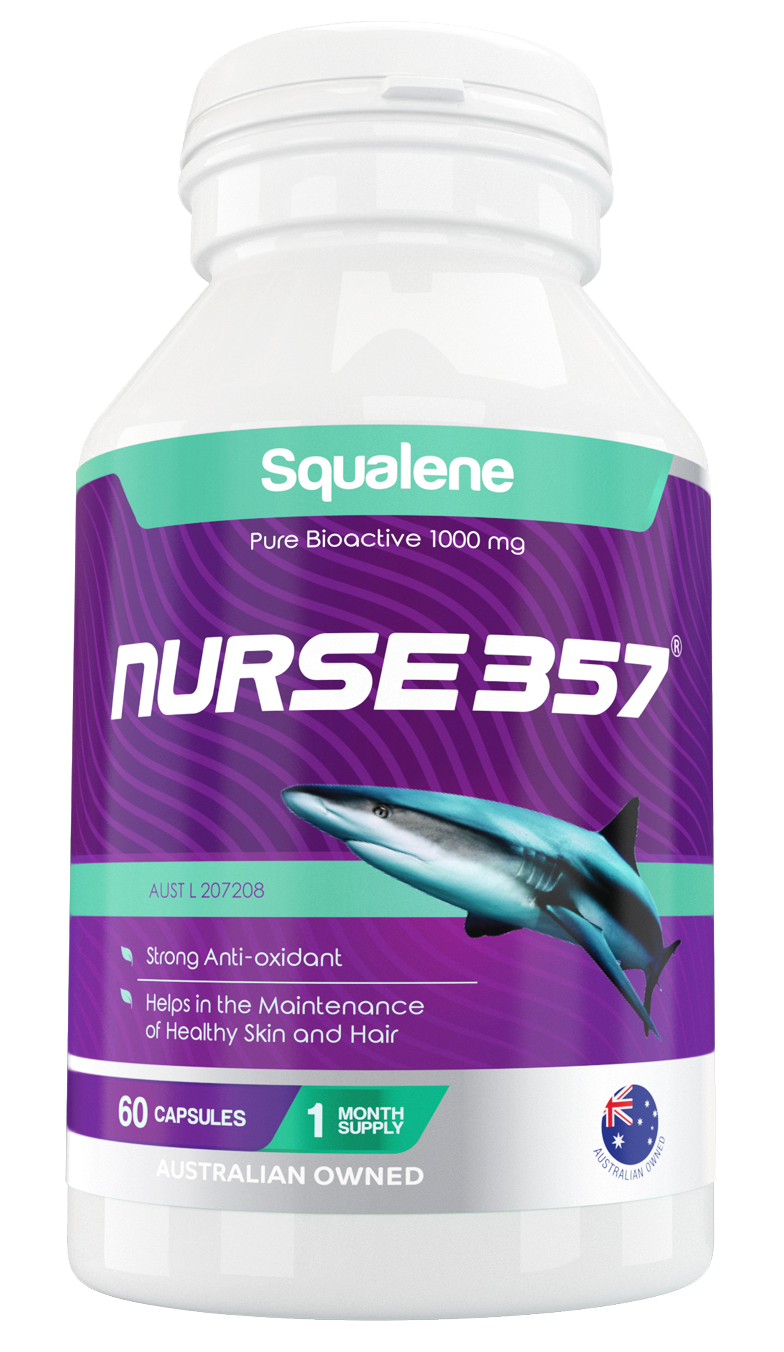 Squalene
Pure Bioactive 1000 mg
NURSE 357®
AUST L 207208
Strong Anti-oxidant
Helps in the Maintenance
of Healthy Skin and Hair
60 CAPSULES
1 MONTH SUPPLY
AUSTRALIAN OWNED
AUSTRALIAN OWNED